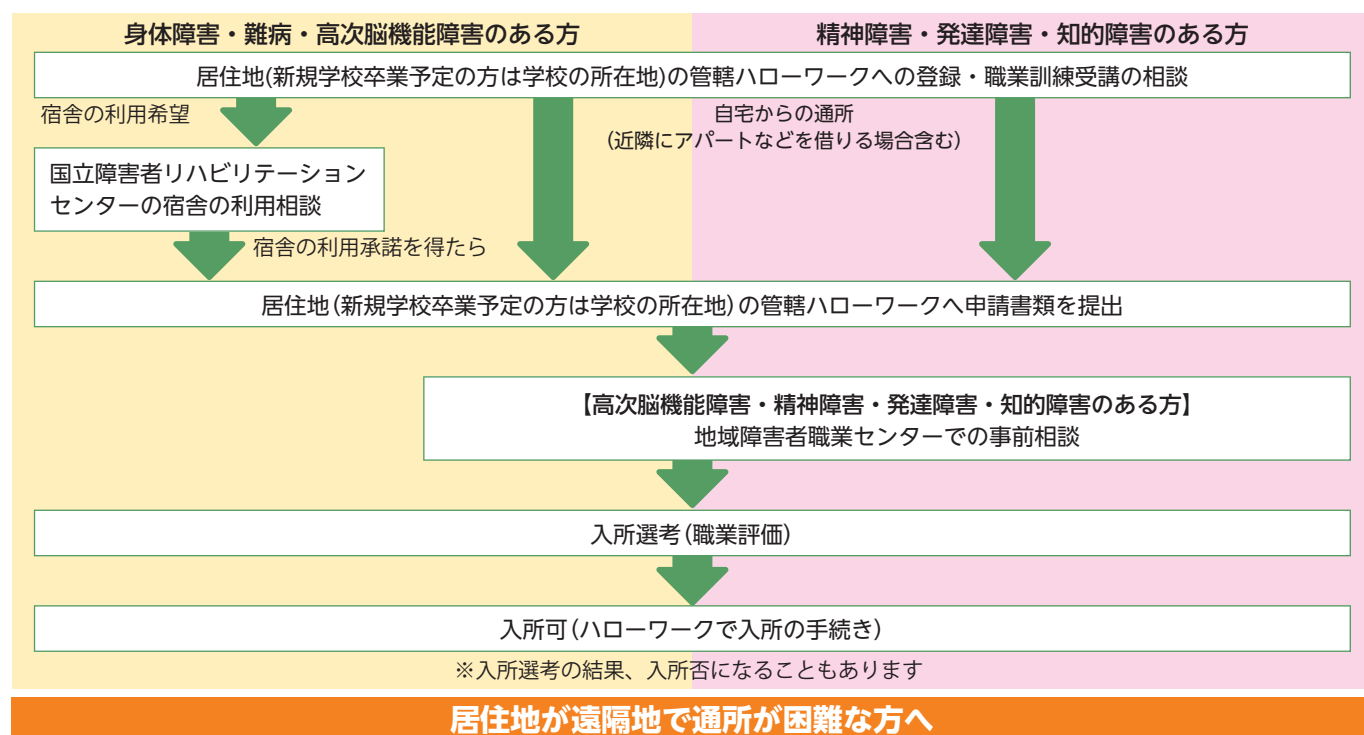 身体障害・難病・高次脳機能障害のある方
精神障害・発達障害・知的障害のある方
居住地(新規学校卒業予定の方は学校の所在地)の管轄ハローワークへの登録・職業訓練受講の相談
宿舎の利用希望
自宅からの通所
(近隣にアパートなどを借りる場合含む)
国立障害者リハビリテーション
センターの宿舎の利用相談
宿舎の利用承諾を得たら
居住地(新規学校卒業予定の方は学校の所在地)の管轄ハローワークへ申請書類を提出
【高次脳機能障害・精神障害・発達障害・知的障害のある方】
地域障害者職業センターでの事前相談
入所選考(職業評価)
入所可(ハローワークで入所の手続き)
※入所選考の結果、入所否になることもあります
居住地が遠隔地で通所が困難な方へ